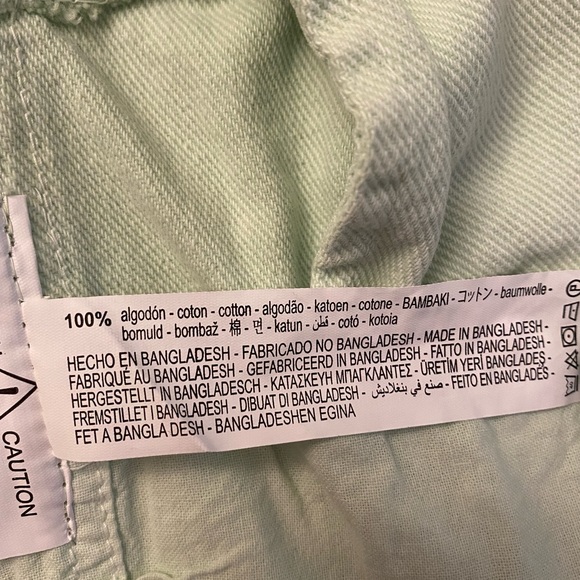 100% algodón - coton - cotton - algodão - katoen - cotone - BAMBAKI - コットン - baumwolle -
bomuld - bombaž - 棉 - 면 - katun - قطن - cotó - kotoia
HECHO EN BANGLADESH - FABRICADO NO BANGLADESH - MADE IN BANGLADESH -
FABRIQUÉ AU BANGLADESH - GEFABRICEERD IN BANGLADESH - FATTO IN BANGLADESH -
HERGESTELLT IN BANGLADESCH - ΚΑΤΑΣΚΕΥΗ ΜΠΑΓΚΛΑΝΤΕΣ - ÜRETİM YERİ BANGLADEŞ -
FREMSTILLET I BANGLADESH - DIBUAT DI BANGLADESH - صنع في بنغلاديش - FEITO EN BANGLADÉS -
FET A BANGLA DESH - BANGLADESHEN EGINA
CAUTION